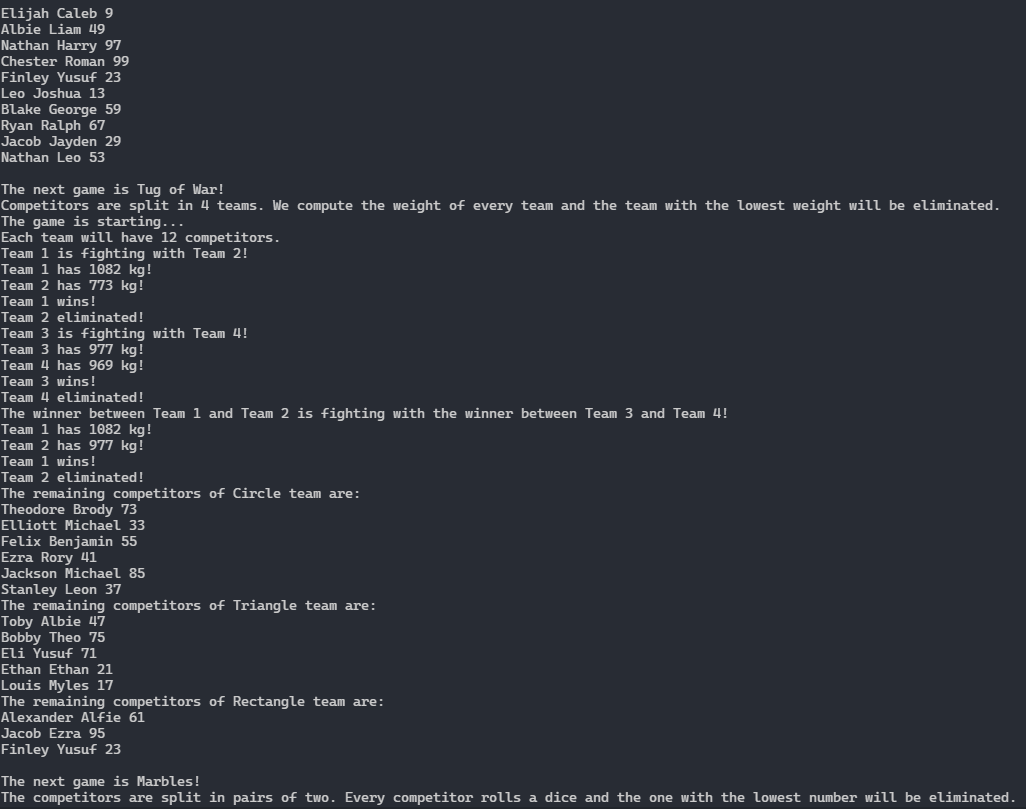 Elijah Caleb 9
Albie Liam 49
Nathan Harry 97
Chester Roman 99
Finley Yusuf 23
Leo Joshua 13
Blake George 59
Ryan Ralph 67
Jacob Jayden 29
Nathan Leo 53
The next game is Tug of War!
Competitors are split in 4 teams. We compute the weight of every team and the team with the lowest weight will be eliminated.
The game is starting...
Each team will have 12 competitors.
Team 1 is fighting with Team 2!
Team 1 has 1082 kg!
Team 2 has 773 kg!
Team 1 wins!
Team 2 eliminated!
Team 3 is fighting with Team 4!
Team 3 has 977 kg!
Team 4 has 969 kg!
Team 3 wins!
Team 4 eliminated!
The winner between Team 1 and Team 2 is fighting with the winner between Team 3 and Team 4!
Team 1 has 1082 kg!
Team 2 has 977 kg!
Team 1 wins!
Team 2 eliminated!
The remaining competitors of Circle team are:
Theodore Brody 73
Elliott Michael 33
Felix Benjamin 55
Ezra Rory 41
Jackson Michael 85
Stanley Leon 37
The remaining competitors of Triangle team are:
Toby Albie 47
Bobby Theo 75
Eli Yusuf 71
Ethan Ethan 21
Louis Myles 17
The remaining competitors of Rectangle team are:
Alexander Alfie 61
Jacob Ezra 95
Finley Yusuf 23
The next game is Marbles!
The competitors are split in pairs of two. Every competitor rolls a dice and the one with the lowest number will be eliminated.